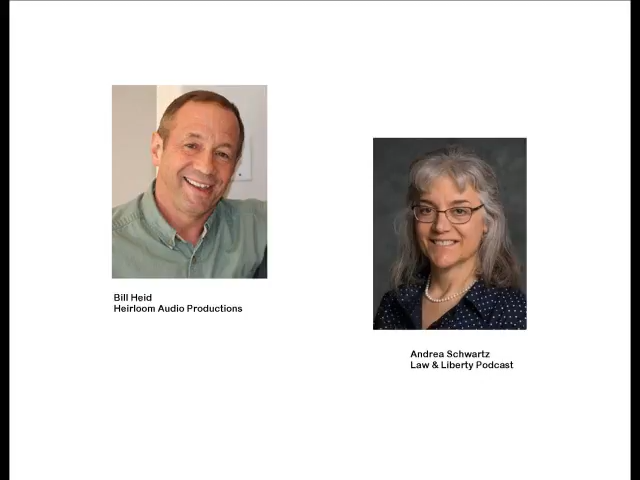 Bill Heid
Heirloom Audio Productions
Andrea Schwartz
Law & Liberty Podcast